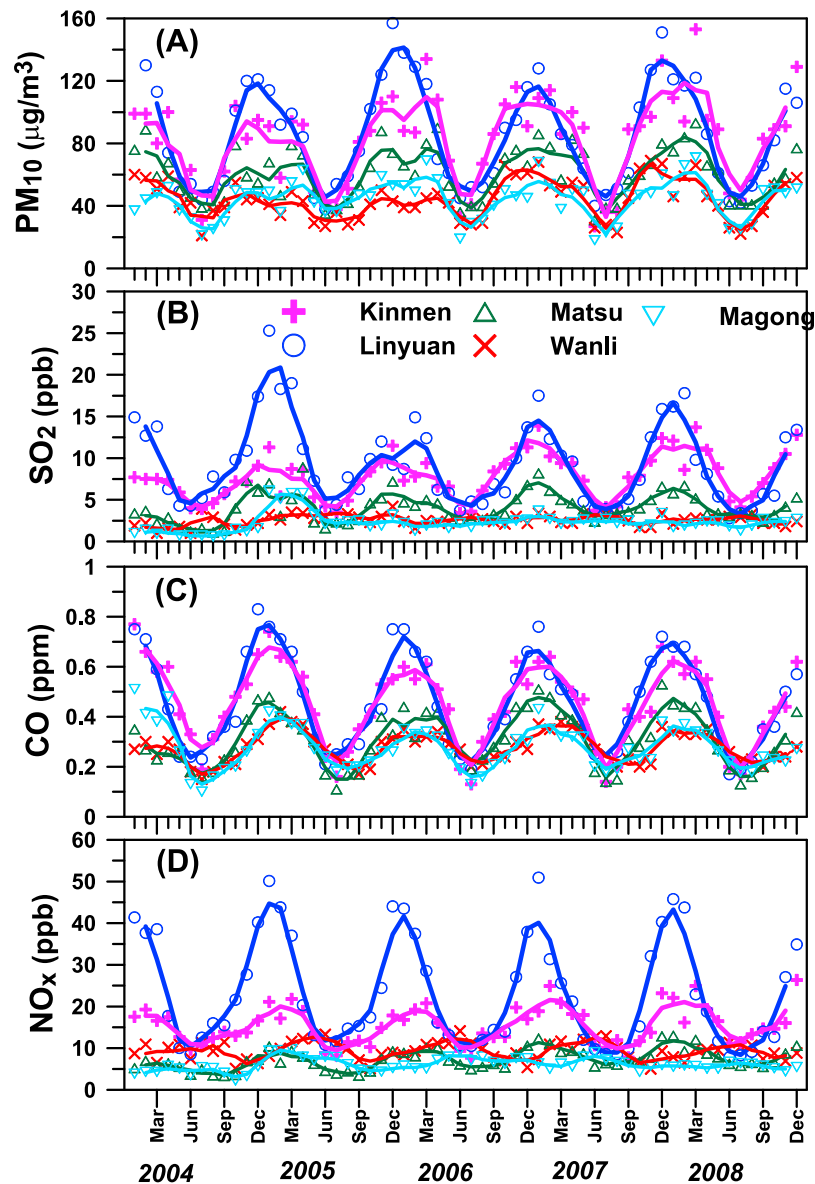 (A)
PM10 (µg/m3)
160
120
80
40
0
(B)
SO2 (ppb)
30
25
20
15
10
5
0
Kinmen Matsu Magong
Linyuan Wanli
(C)
CO (ppm)
1
0.8
0.6
0.4
0.2
0
(D)
NOx (ppb)
60
50
40
30
20
10
0
Mar Jun Sep Dec Mar Jun Sep Dec Mar Jun Sep Dec Mar Jun Sep Dec Mar Jun Sep Dec
2004 2005 2006 2007 2008